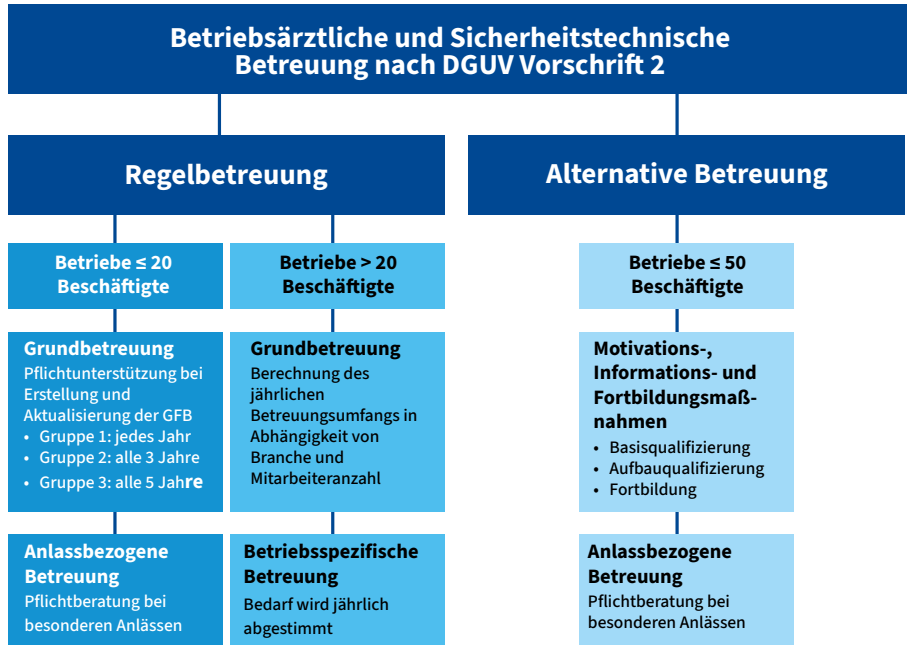 Betriebsärztliche und Sicherheitstechnische
Betreuung nach DGUV Vorschrift 2
Regelbetreuung
Alternative Betreuung
Betriebe ≤ 20
Beschäftigte
Betriebe > 20
Beschäftigte
Betriebe ≤ 50
Beschäftigte
Grundbetreuung
Pflichtunterstützung bei
Erstellung und
Aktualisierung der GFB
• Gruppe 1: jedes Jahr
• Gruppe 2: alle 3 Jahre
• Gruppe 3: alle 5 Jahre
Grundbetreuung
Berechnung des
jährlichen
Betreuungsumfangs in
Abhängigkeit von
Branche und
Mitarbeiteranzahl
Motivations-,
Informations- und
Fortbildungsmaß-
nahmen
• Basisqualifizierung
• Aufbauqualifizierung
• Fortbildung
Anlassbezogene
Betreuung
Pflichtberatung bei
besonderen Anlässen
Betriebsspezifische
Betreuung
Bedarf wird jährlich
abgestimmt
Anlassbezogene
Betreuung
Pflichtberatung bei
besonderen Anlässen